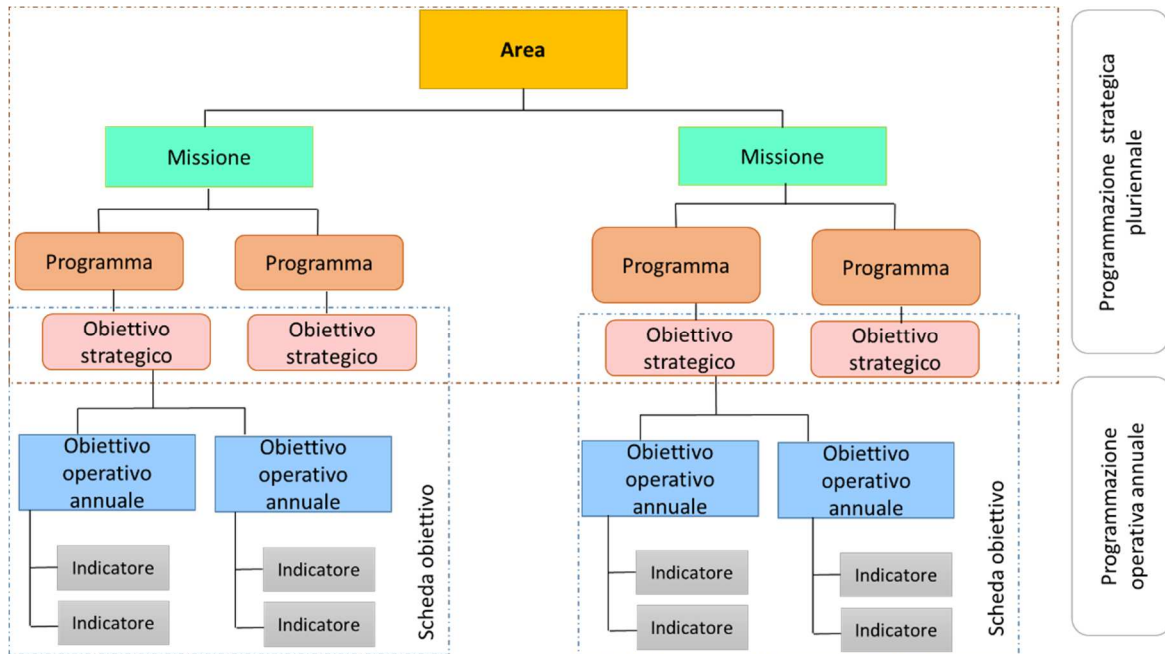 Area
Missione
Missione
Programma
Programma
Programma
Programma
Obiettivo
strategico
Obiettivo
strategico
Obiettivo
strategico
Obiettivo
strategico
Obiettivo
operativo
annuale
Obiettivo
operativo
annuale
Obiettivo
operativo
annuale
Obiettivo
operativo
annuale
Indicatore
Indicatore
Indicatore
Indicatore
Indicatore
Indicatore
Indicatore
Indicatore
Scheda obiettivo
Scheda obiettivo
Programmazione strategica
pluriennale
Programmazione
operativa annuale